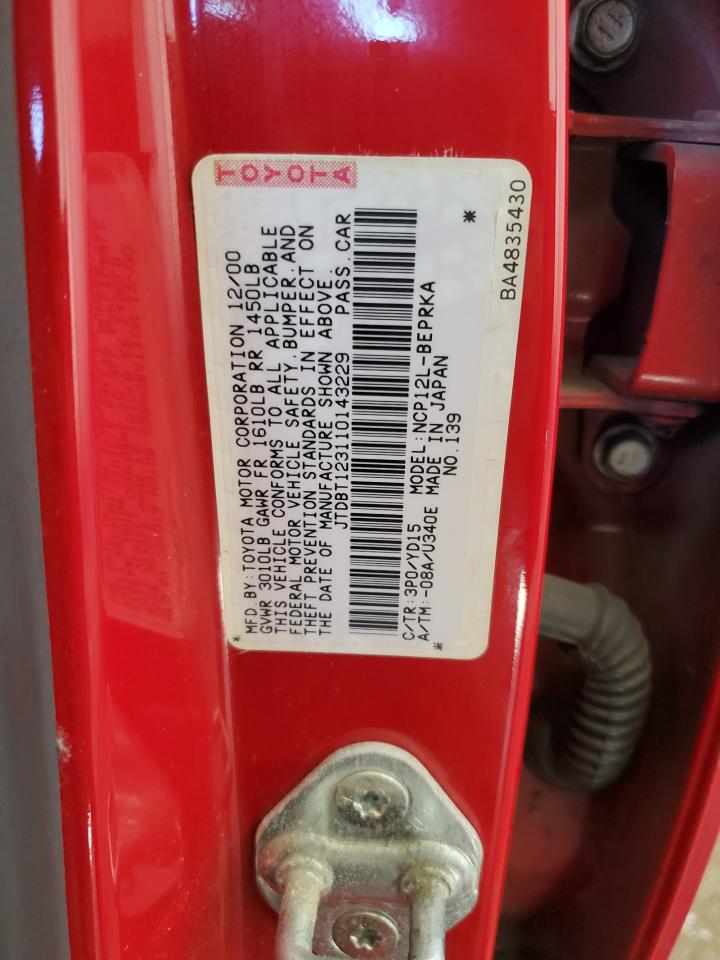 TOYOTA
MFD.BY:TOYOTA MOTOR CORPORATION 12/00
GVWR 3010LB GAWR FR 1610LB RR 1450LB
THIS VEHICLE CONFORMS TO ALL APPLICABLE
FEDERAL MOTOR VEHICLE SAFETY,BUMPER,AND
THEFT PREVENTION STANDARDS IN EFFECT ON
THE DATE OF MANUFACTURE SHOWN ABOVE.
JTDBT123110143229 PASS.CAR
C/TR:3P0/YD15 MODEL:NCP12L-BEPRKA
A/TM:-08A/U340E MADE IN JAPAN
NO.139
BA4835430